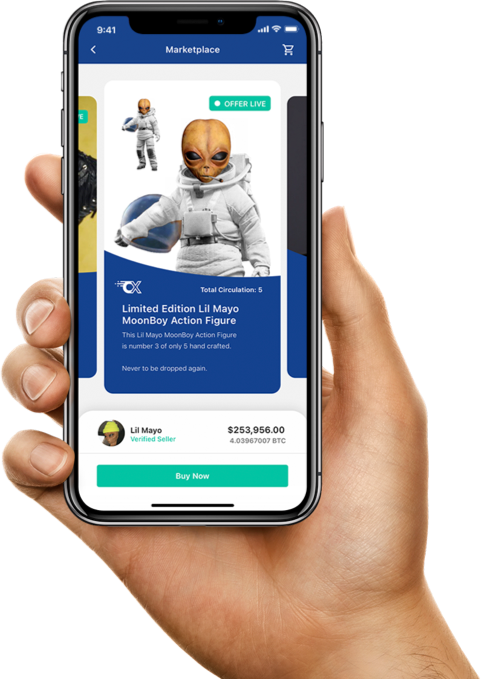 9:41
Marketplace
OFFER LIVE
CX
Total Circulation: 5
Limited Edition Lil Mayo
MoonBoy Action Figure
This Lil Mayo MoonBoy Action Figure
is number 3 of only 5 hand crafted.
Never to be dropped again.
Lil Mayo
Verified Seller
$253,956.00
4.03967007 BTC
Buy Now